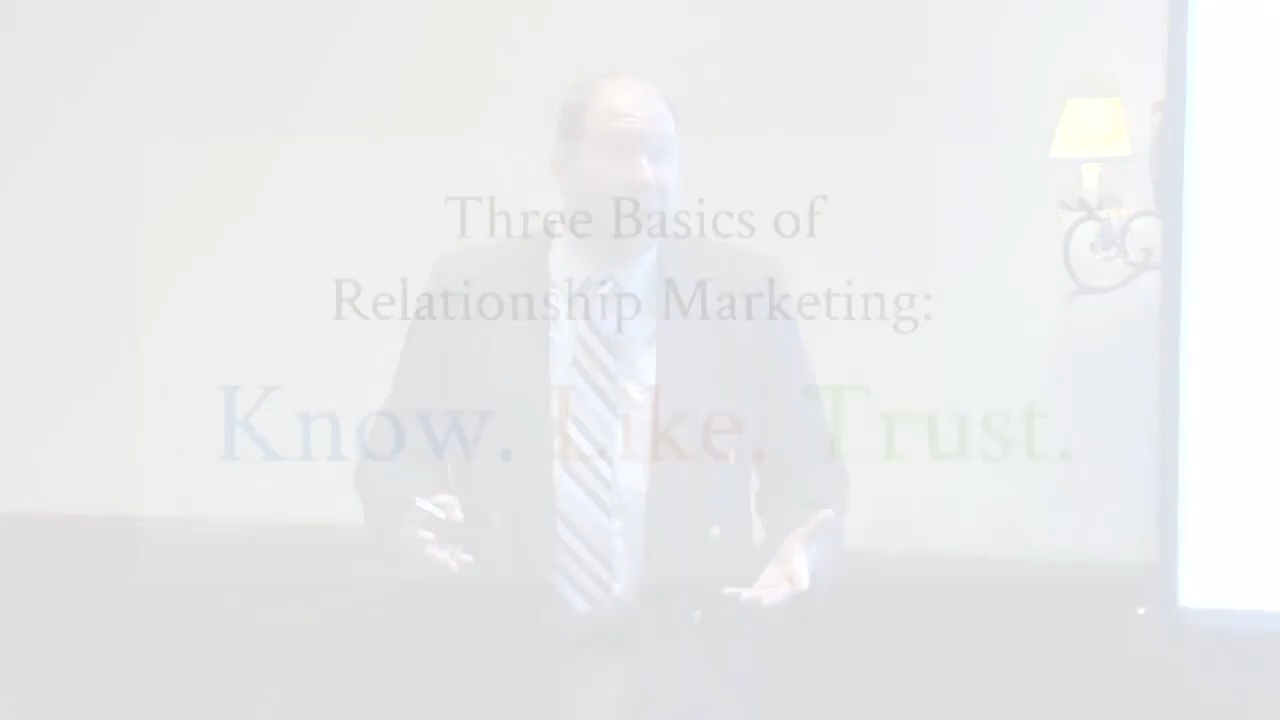 Three Basics of
Relationship Marketing:
Know. Like. Trust.